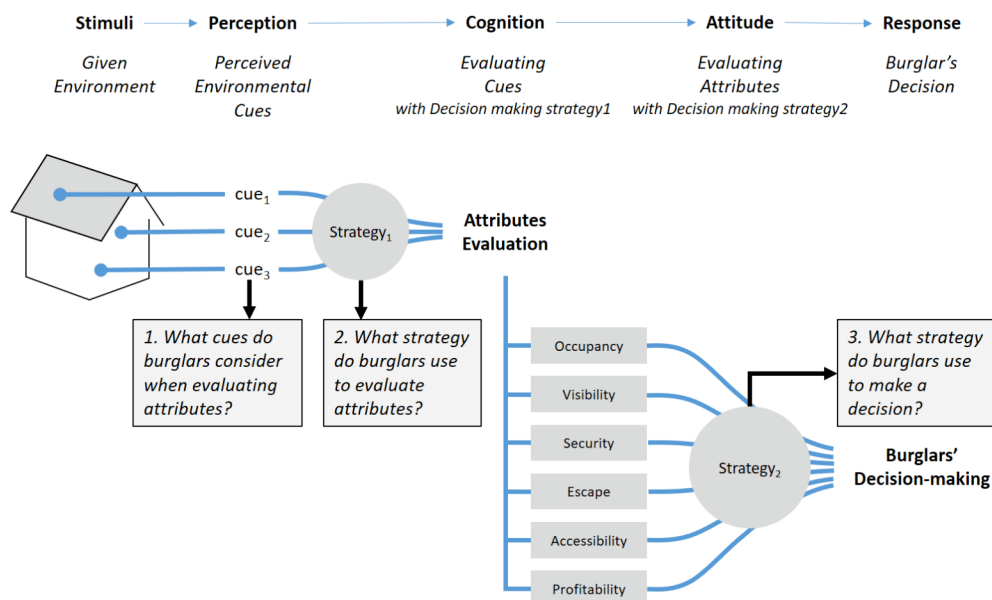 Stimuli
Perception
Cognition
Attitude
Response
Given
Environment
Perceived
Environmental
Cues
Evaluating
Cues
with Decision making strategy1
Evaluating
Attributes
with Decision making strategy2
Burglar's
Decision
cue1
cue2
cue3
Strategy1
Attributes
Evaluation
1. What cues do
burglars consider
when evaluating
attributes?
2. What strategy
do burglars use
to evaluate
attributes?
3. What strategy
do burglars use
to make a
decision?
Occupancy
Visibility
Security
Escape
Accessibility
Profitability
Strategy2
Burglars'
Decision-making